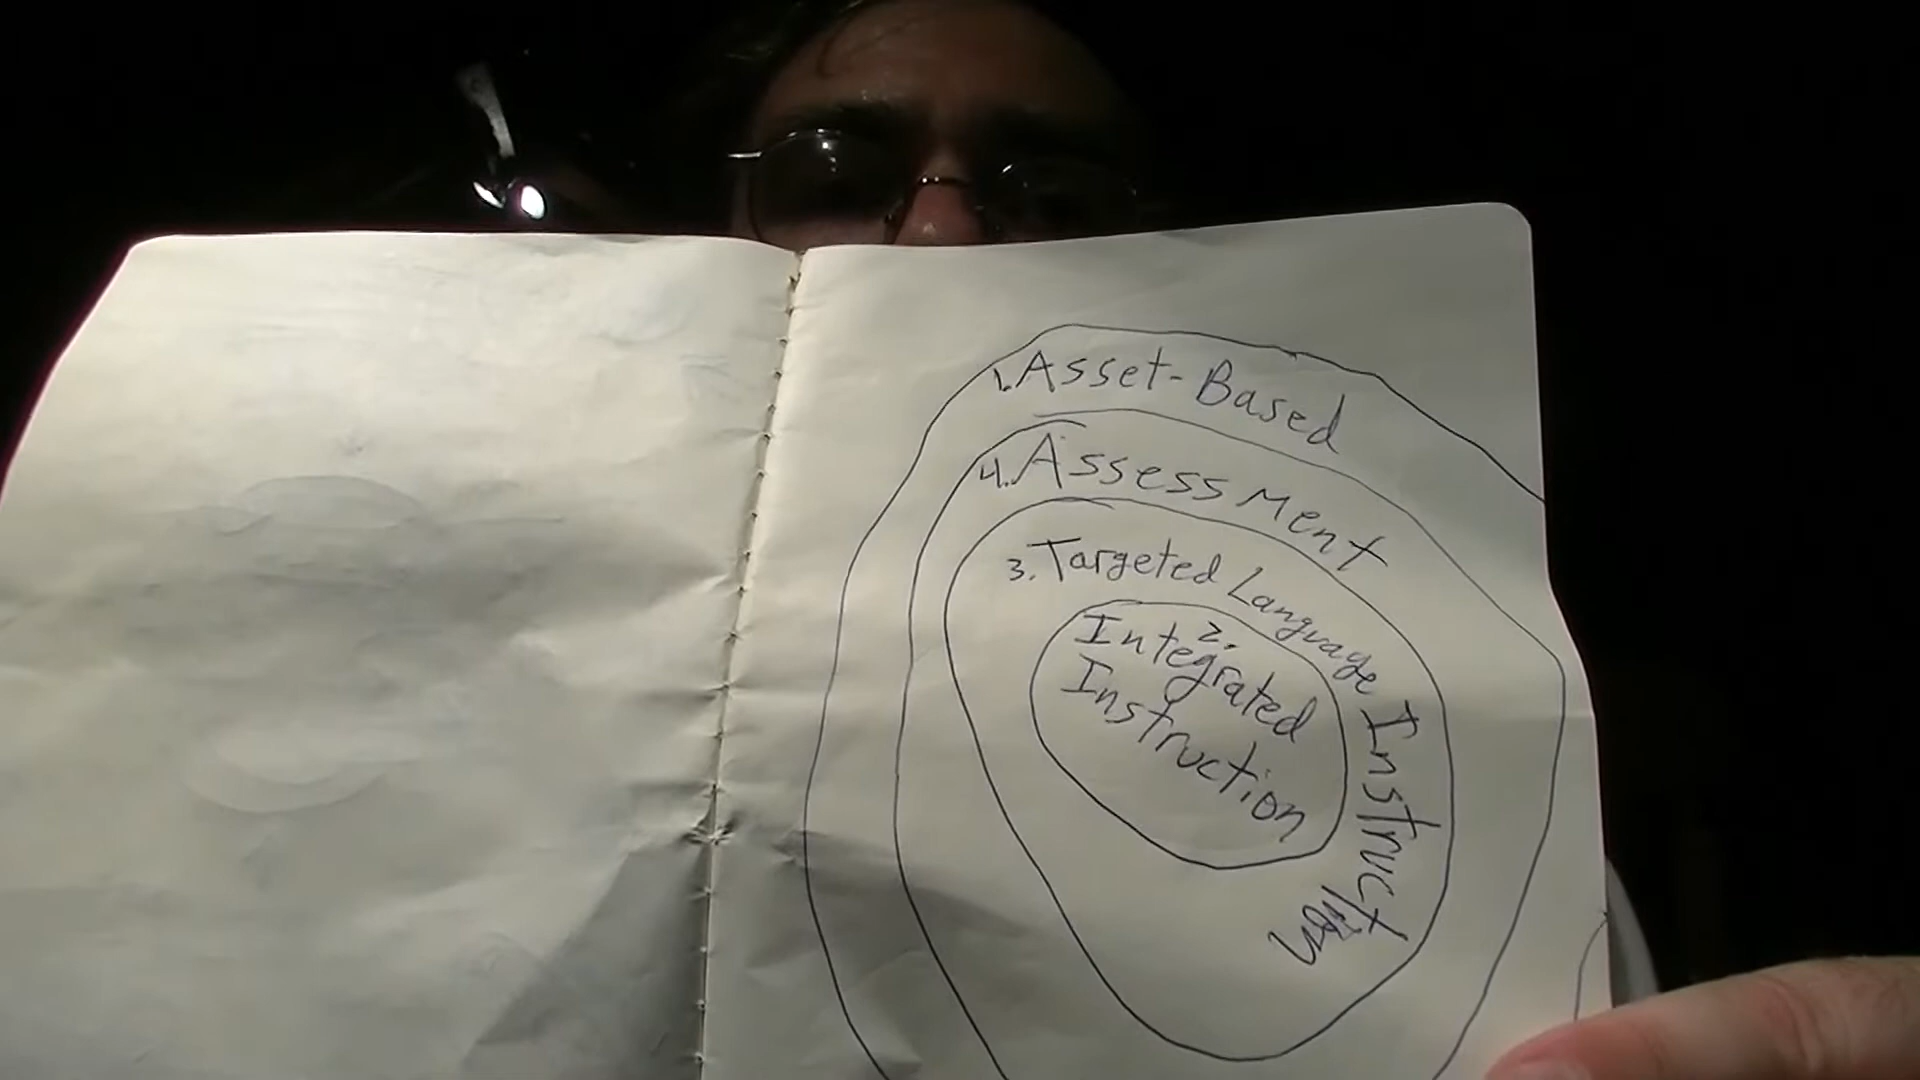 1. Asset-Based
4. Assessment
3. Targeted Language Instruction
2.
Integrated
Instruction